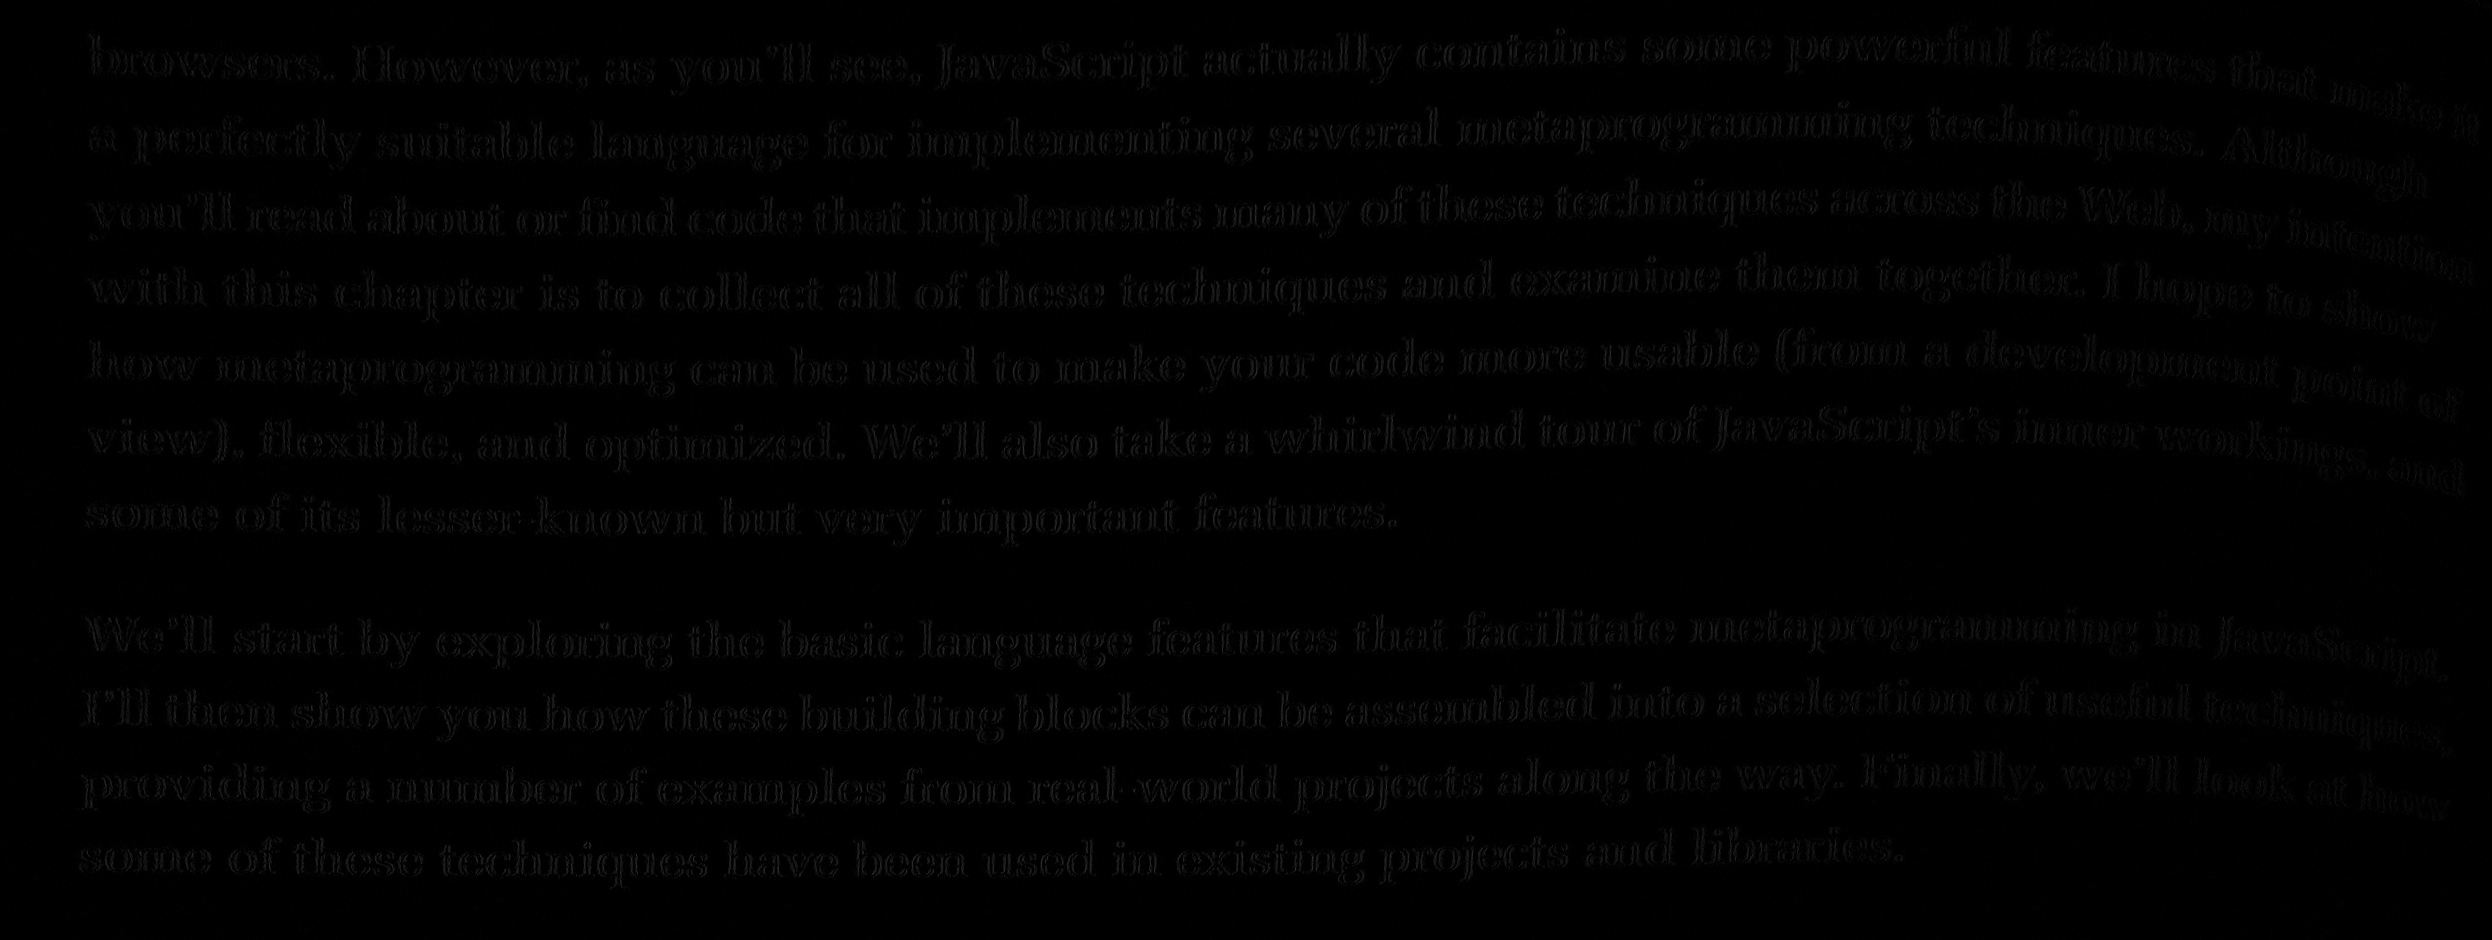 browsers. However, as you'll see, JavaScript actually contains some powerful features that make it
a perfectly suitable language for implementing several metaprogramming techniques. Although
you'll read about or find code that implements many of these techniques across the Web, my intention
with this chapter is to collect all of these techniques and examine them together. I hope to show
how metaprogramming can be used to make your code more usable (from a development point of
view), flexible, and optimized. We'll also take a whirlwind tour of JavaScript's inner workings, and
some of its lesser-known but very important features.
We'll start by exploring the basic language features that facilitate metaprogramming in JavaScript.
I'll then show you how these building blocks can be assembled into a selection of useful techniques,
providing a number of examples from real-world projects along the way. Finally, we'll look at how
some of these techniques have been used in existing projects and libraries.